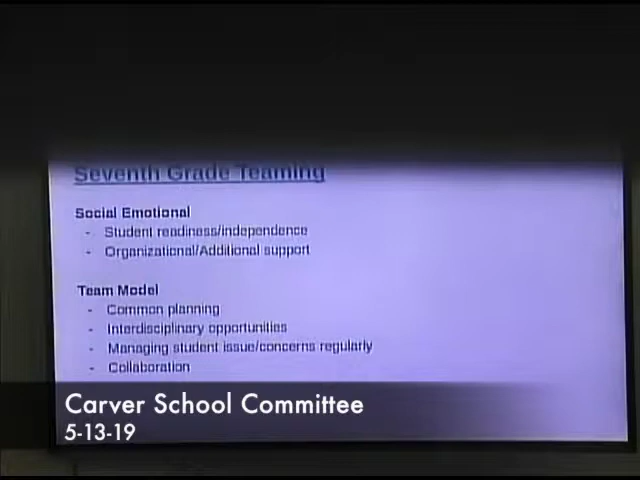 Seventh Grade Teaming
Social Emotional
- Student readiness/independence
- Organizational/Additional support
Team Model
- Common planning
- Interdisciplinary opportunities
- Managing student issue/concerns regularly
- Collaboration
Carver School Committee
5-13-19